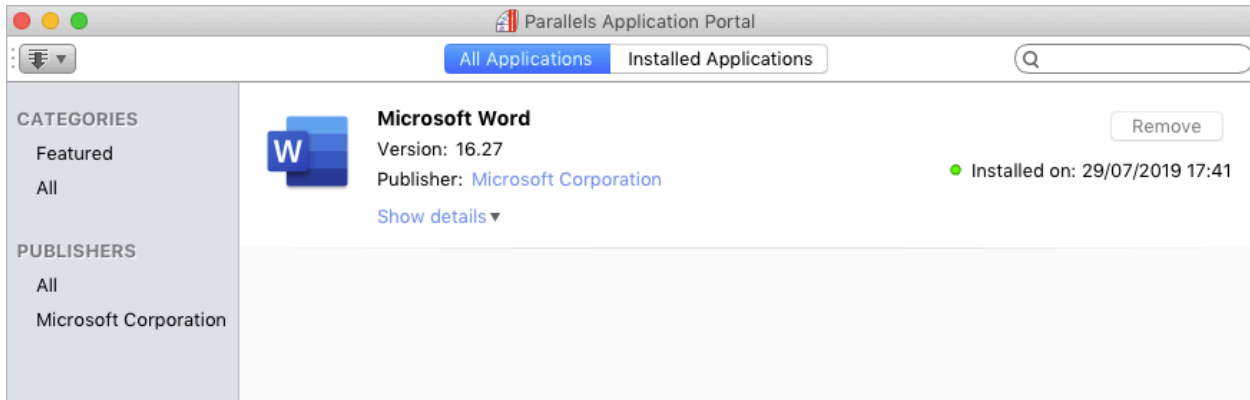 Parallels Application Portal
All Applications Installed Applications
CATEGORIES
Featured
All
PUBLISHERS
All
Microsoft Corporation
W
Microsoft Word
Version: 16.27
Publisher: Microsoft Corporation
Show details
Remove
Installed on: 29/07/2019 17:41